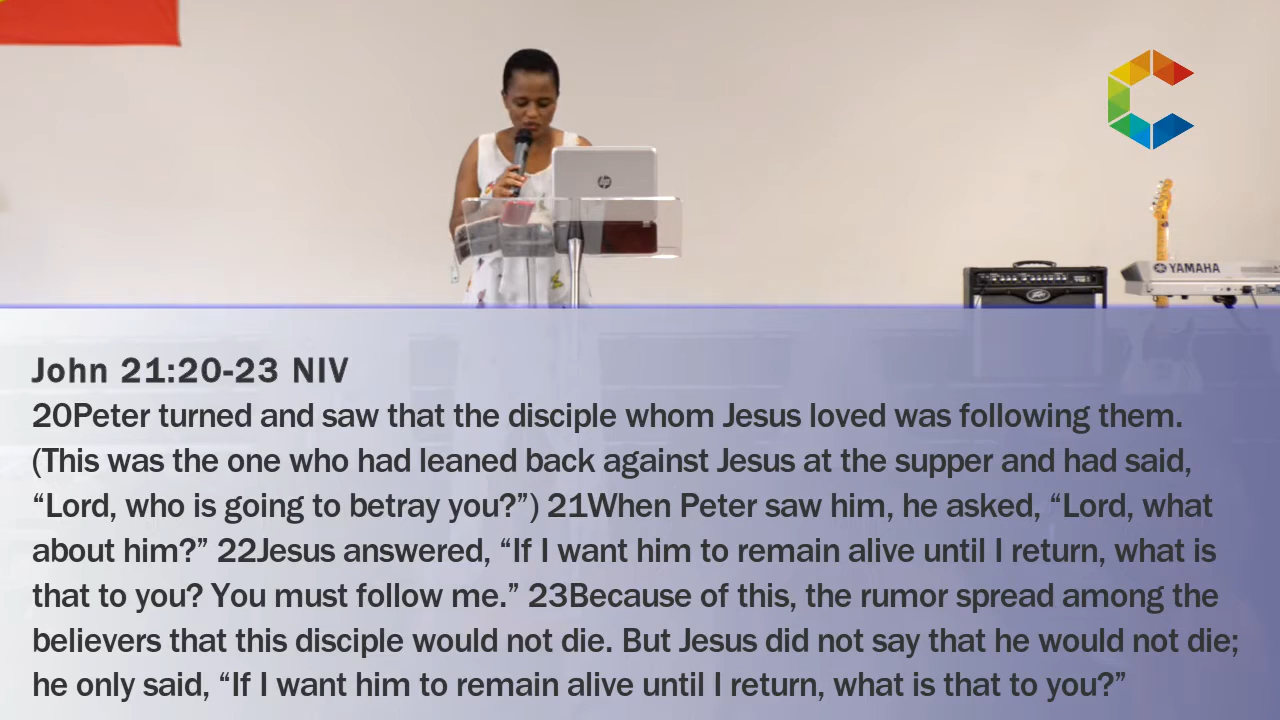 hp
YAMAHA
John 21:20-23 NIV
20Peter turned and saw that the disciple whom Jesus loved was following them.
(This was the one who had leaned back against Jesus at the supper and had said,
“Lord, who is going to betray you?”) 21When Peter saw him, he asked, “Lord, what
about him?” 22Jesus answered, “If I want him to remain alive until I return, what is
that to you? You must follow me.” 23Because of this, the rumor spread among the
believers that this disciple would not die. But Jesus did not say that he would not die;
he only said, “If I want him to remain alive until I return, what is that to you?”